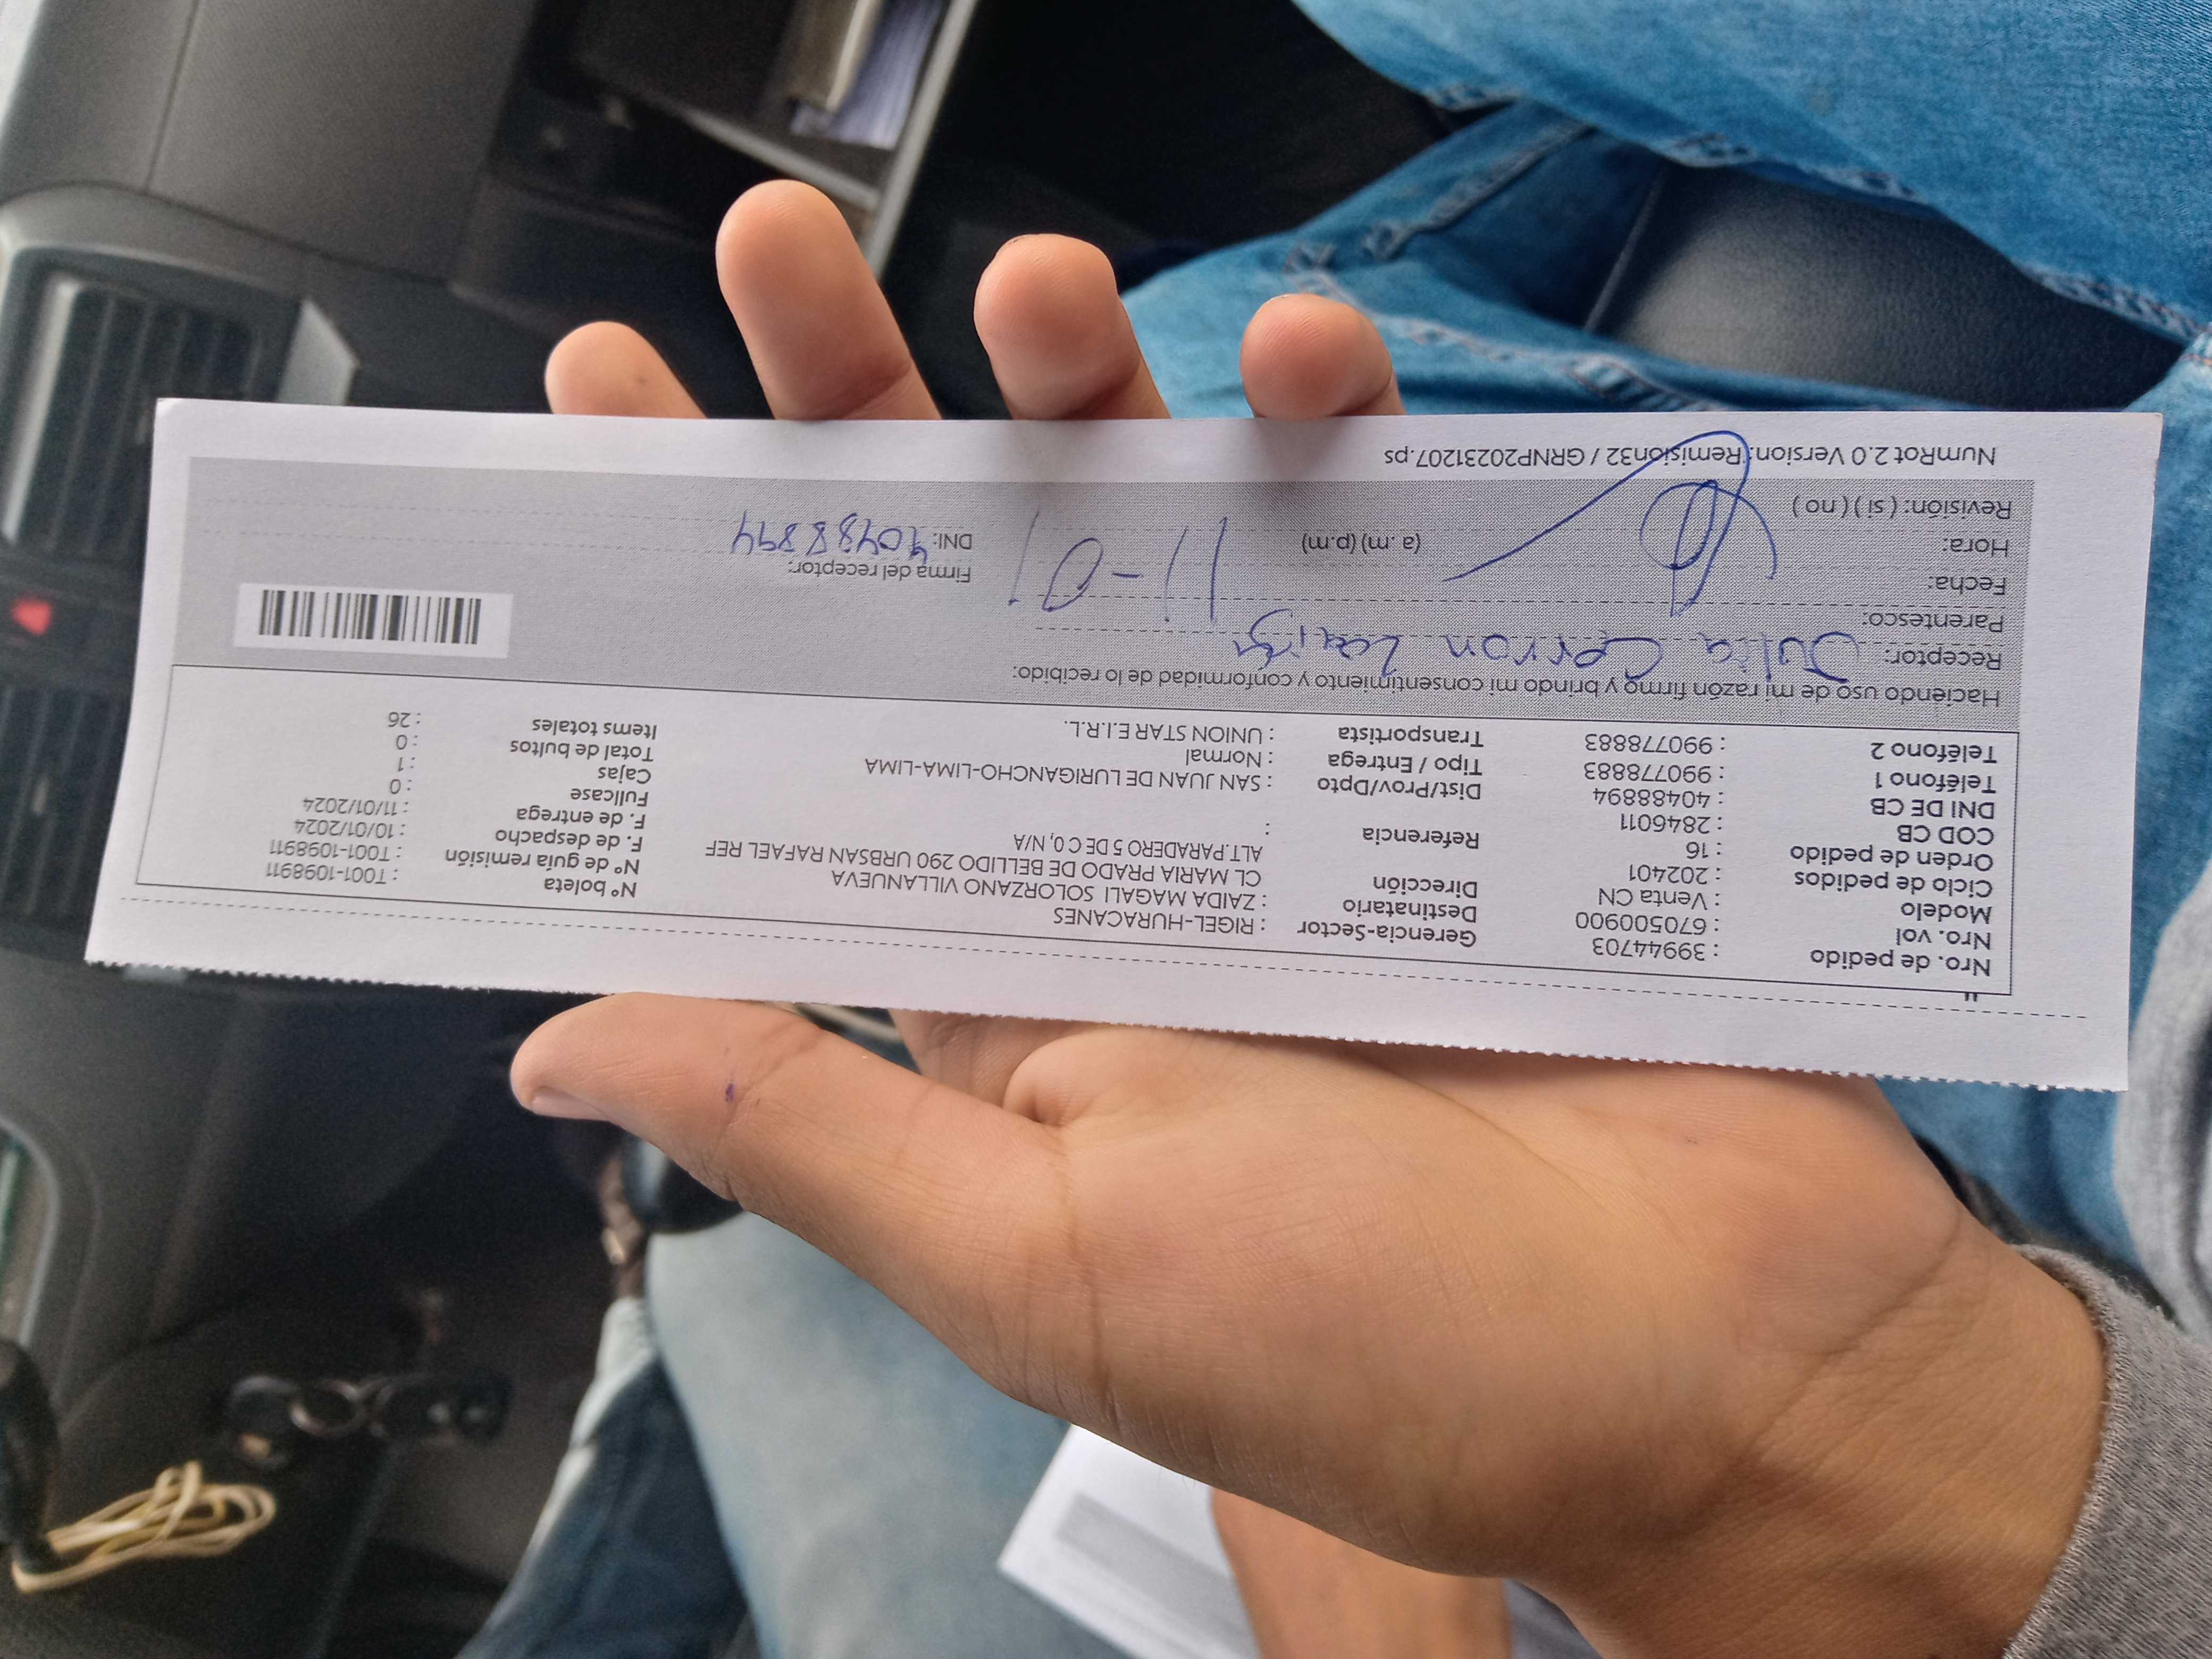 Nro. de pedido : 39944703
Nro. vol : 670500900
Modelo : Venta CN
Ciclo de pedidos : 202401
Orden de pedido : 16
COD CB : 2846011
DNI DE CB : 40488894
Teléfono 1 : 990778883
Teléfono 2 : 990778883
Gerencia-Sector : RIGEL-HURACANES
Destinatario : ZAIDA MAGALI SOLORZANO VILLANUEVA
Dirección CL MARIA PRADO DE BELLIDO 290 URBSAN RAFAEL REF
ALT.PARADERO 5 DE C 0, N/A
Referencia :
Dist/Prov/Dpto : SAN JUAN DE LURIGANCHO-LIMA-LIMA
Tipo / Entrega : Normal
Transportista : UNION STAR E.I.R.L.
Nº boleta : T001-1098911
Nº de guía remisión : T001-1098911
F. de despacho : 10/01/2024
F. de entrega : 11/01/2024
Fullcase : 0
Cajas : 1
Total de bultos : 0
Items totales : 26
Haciendo uso de mi razón firmo y brindo mi consentimiento y conformidad de lo recibido:
Receptor: Julia Cerron
Parentesco:
Fecha: 11-01
Hora: (a. m) (p.m)
Revisión: ( si ) ( no )
Firma del receptor:
DNI: 40488894
NumRot 2.0 Version: Remision32 / GRNP20231207.ps